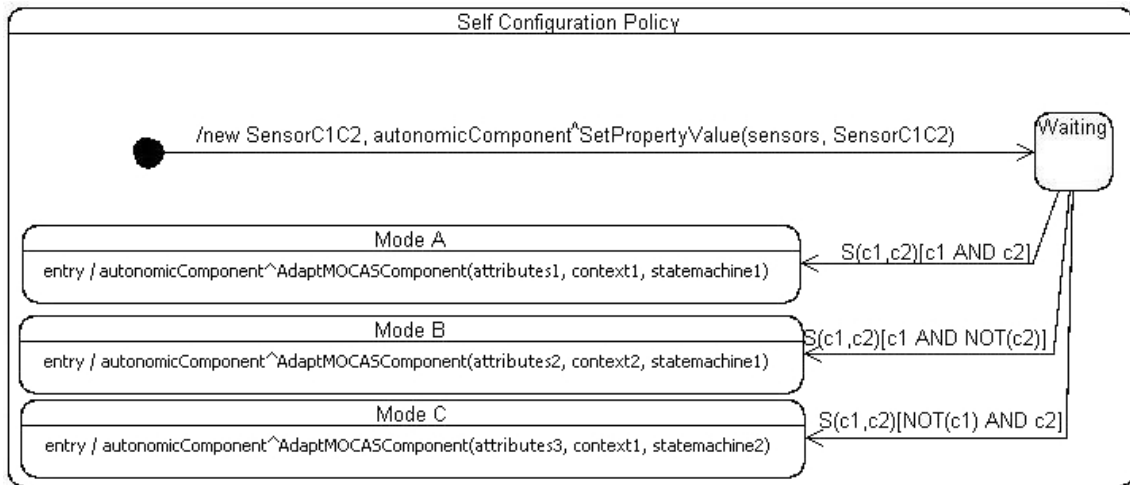 Self Configuration Policy
/new SensorC1C2, autonomicComponent^SetPropertyValue(sensors, SensorC1C2)
Waiting
Mode A
entry / autonomicComponent^AdaptMOCASComponent(attributes1, context1, statemachine1)
S(c1,c2)[c1 AND c2]
Mode B
entry / autonomicComponent^AdaptMOCASComponent(attributes2, context2, statemachine1)
S(c1,c2)[c1 AND NOT(c2)]
Mode C
entry / autonomicComponent^AdaptMOCASComponent(attributes3, context1, statemachine2)
S(c1,c2)[NOT(c1) AND c2]